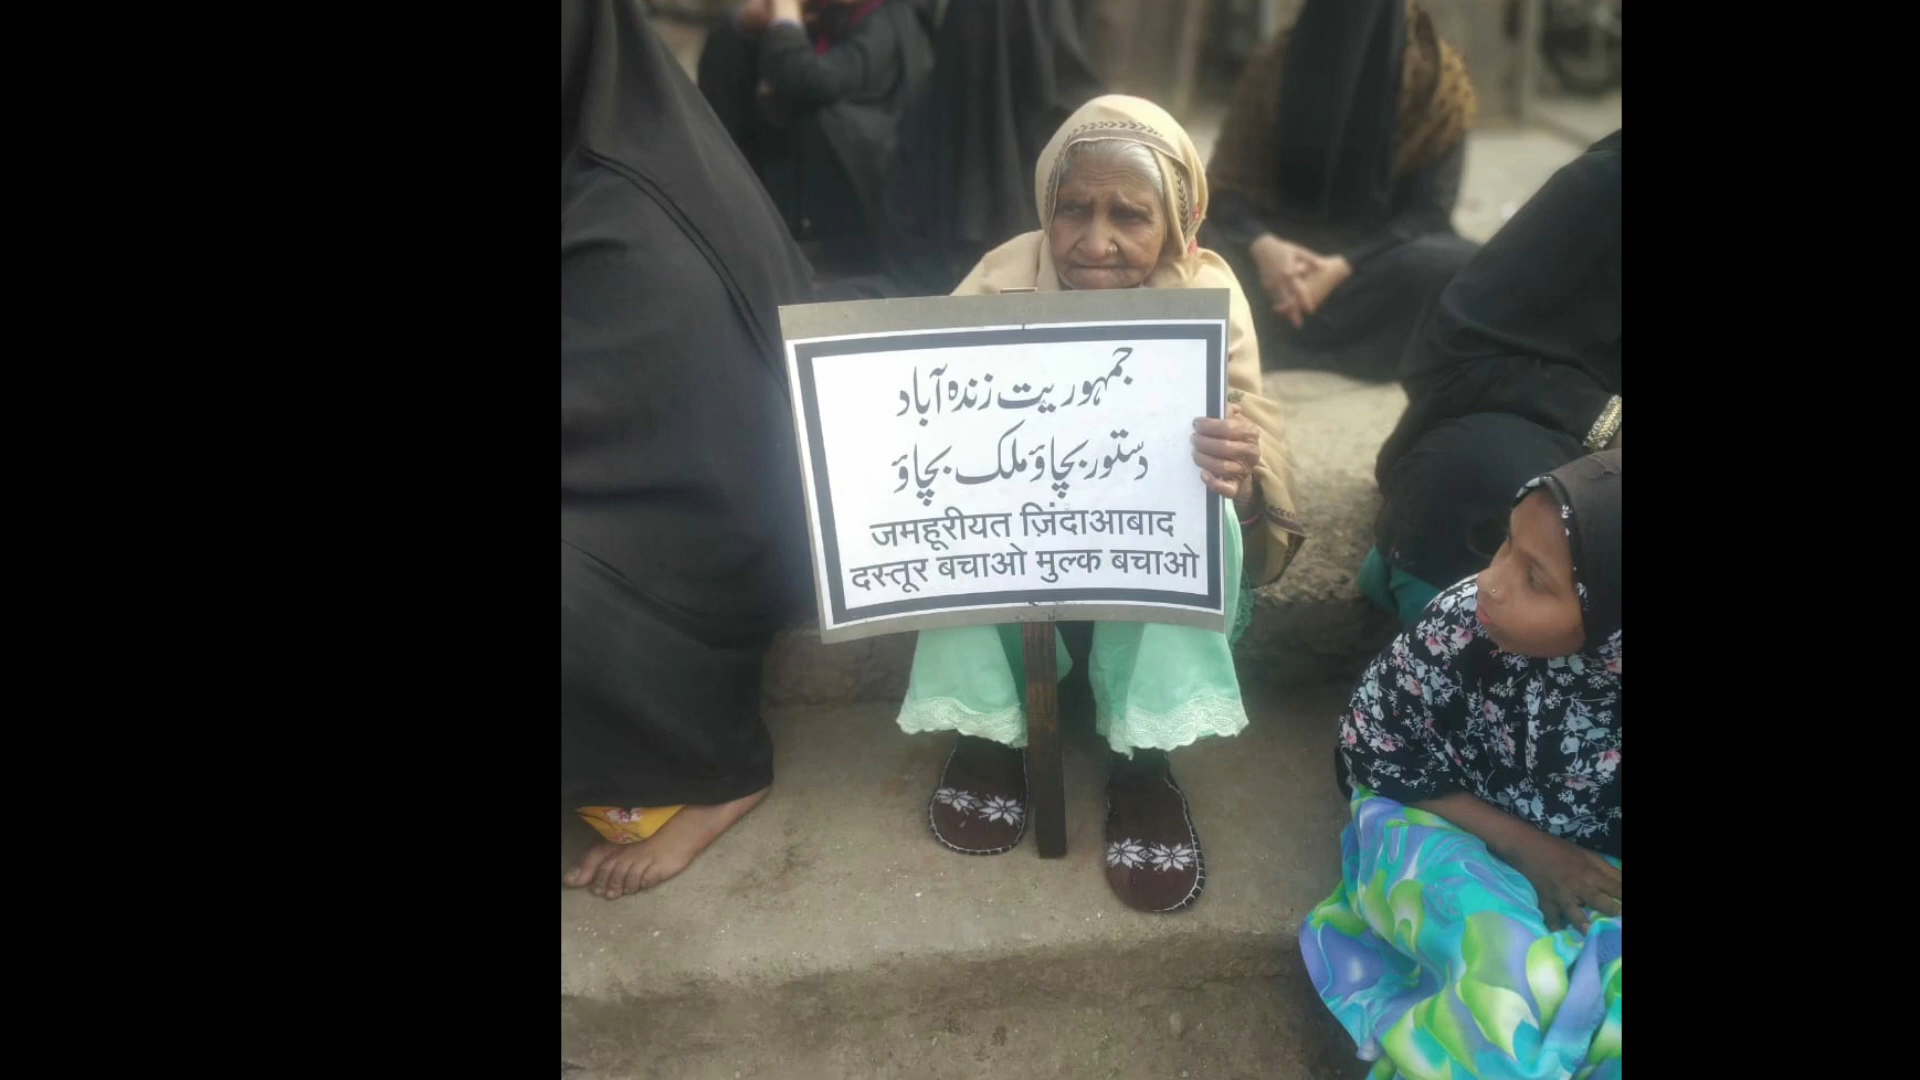 جمہوریت زندہ آباد
دستور بچاؤ ملک بچاؤ
जमहूरीयत ज़िंदाआबाद
दस्तूर बचाओ मुल्क बचाओ